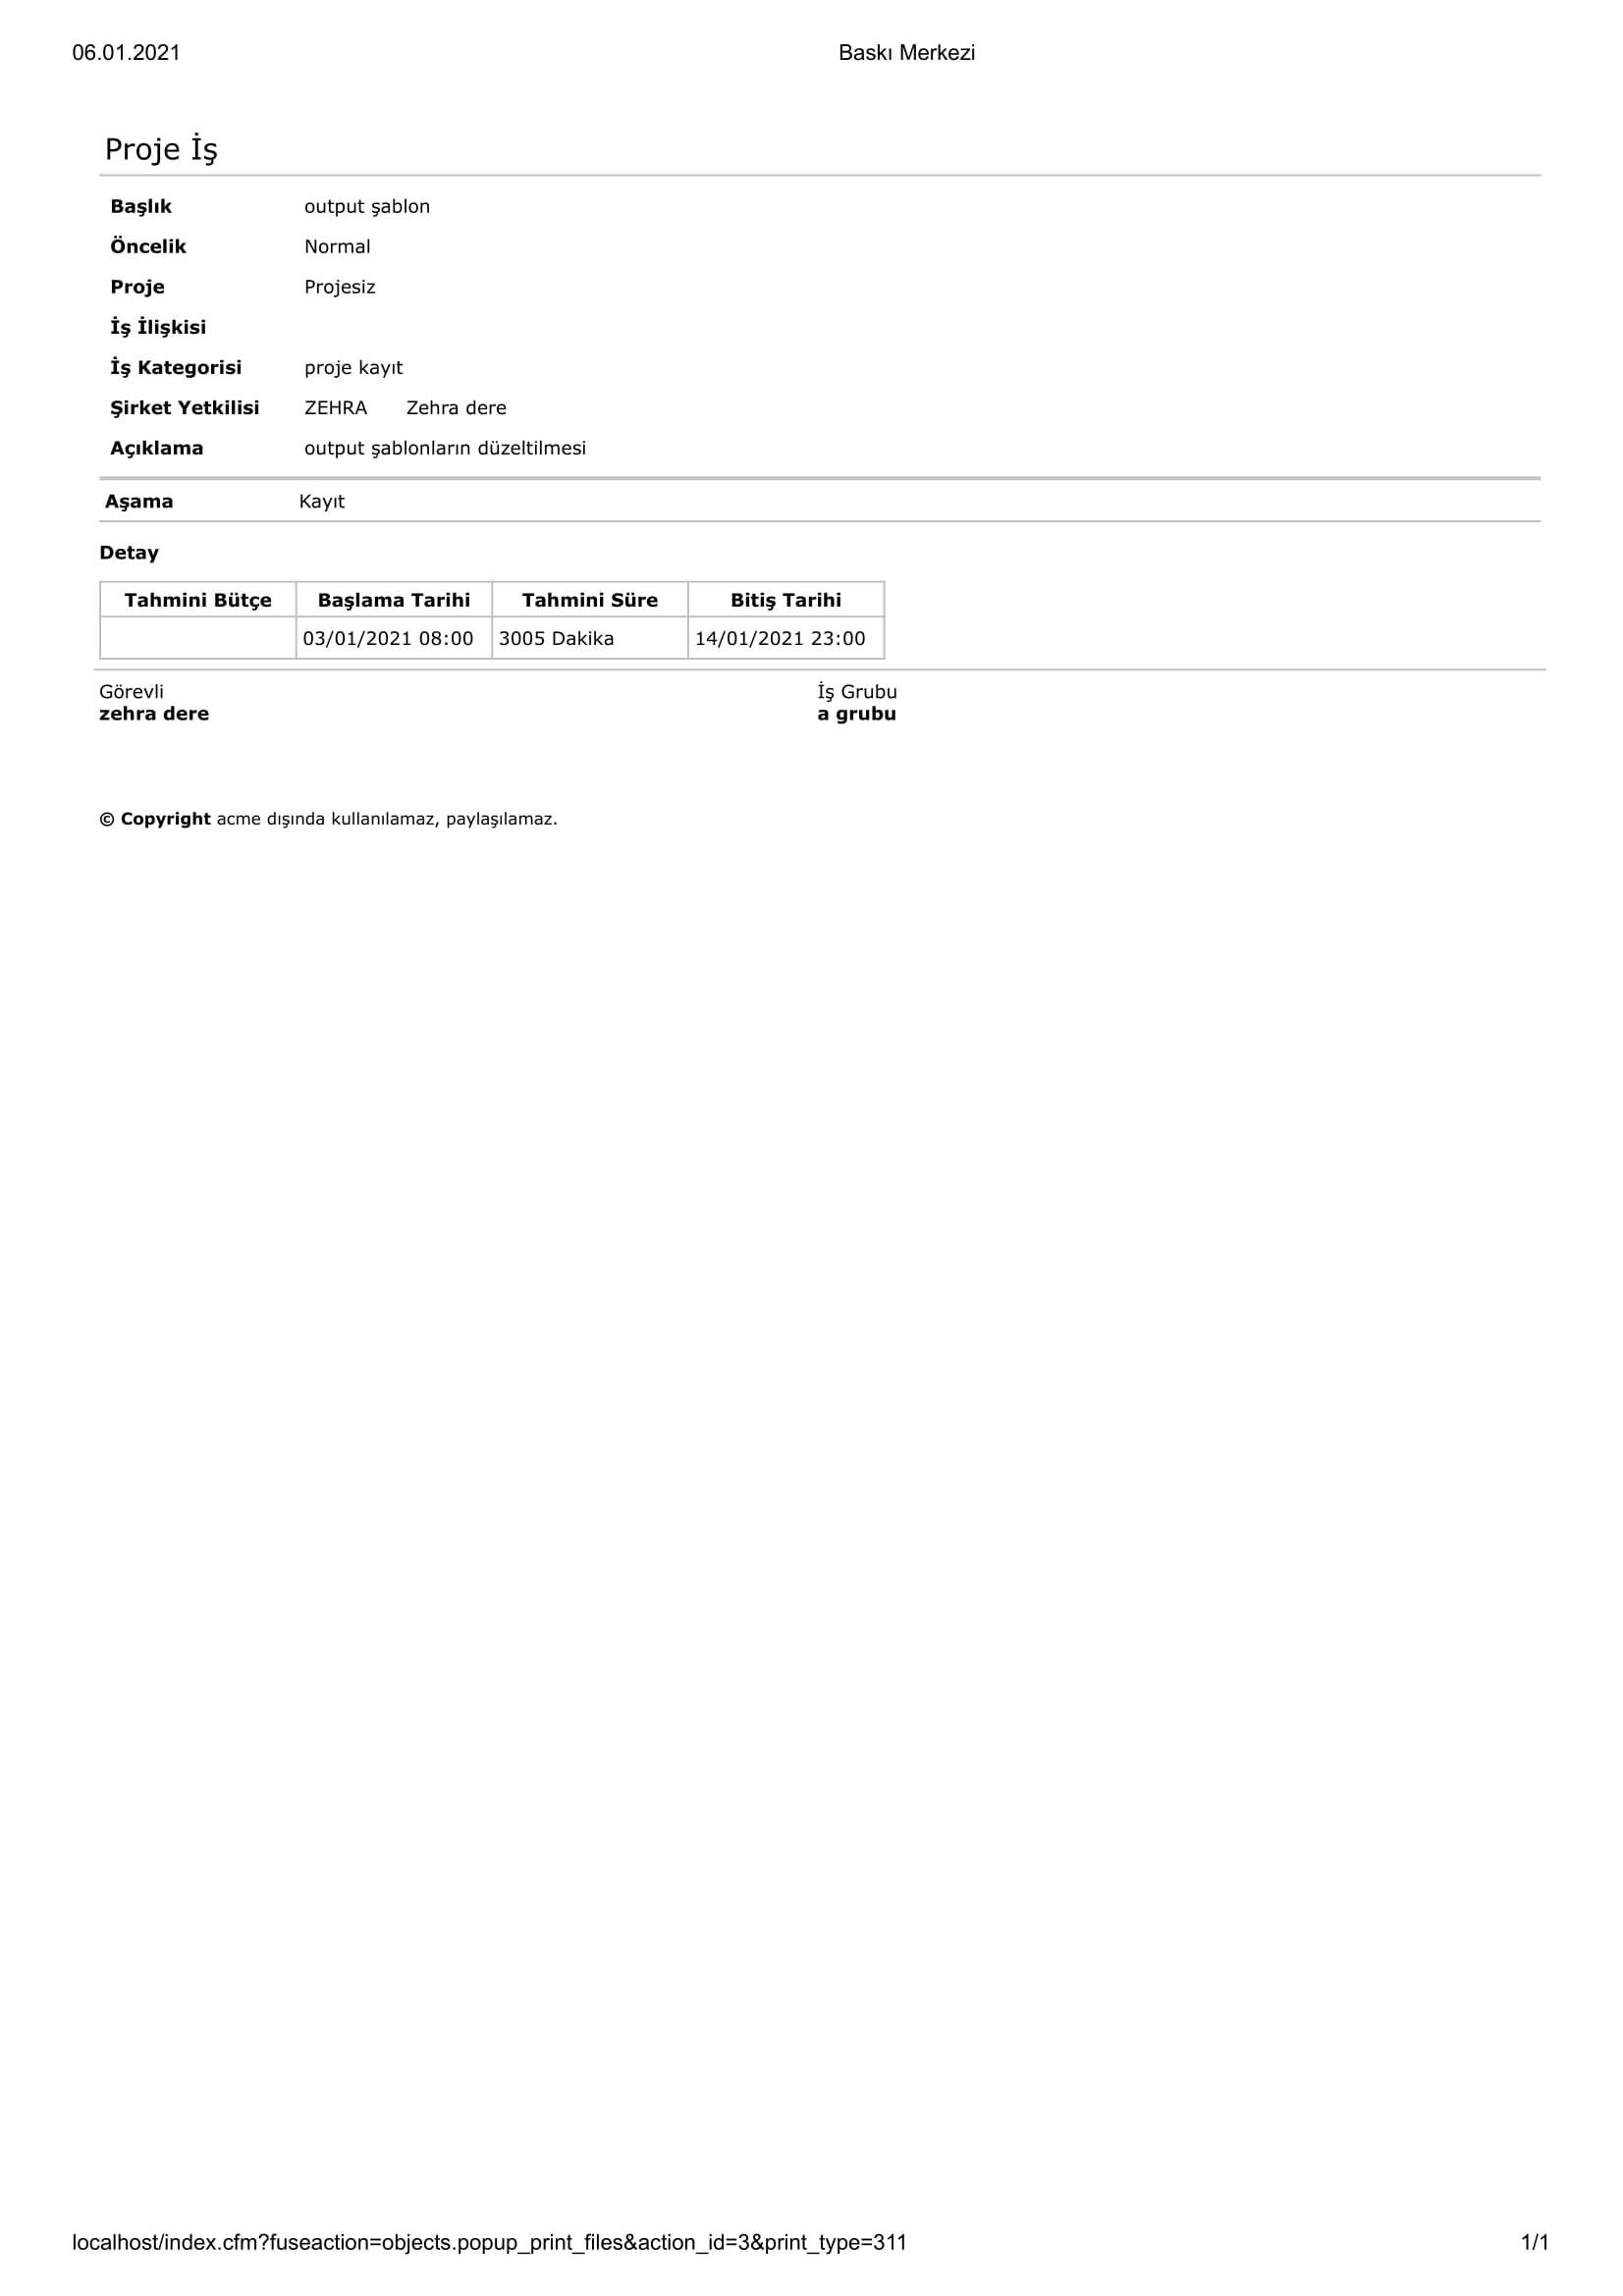 06.01.2021 Baskı Merkezi
Proje İş
Başlık output şablon
Öncelik Normal
Proje Projesiz
İş İlişkisi
İş Kategorisi proje kayıt
Şirket Yetkilisi ZEHRA Zehra dere
Açıklama output şablonların düzeltilmesi
Aşama Kayıt
Detay
Tahmini Bütçe Başlama Tarihi Tahmini Süre Bitiş Tarihi
03/01/2021 08:00 3005 Dakika 14/01/2021 23:00
Görevli İş Grubu
zehra dere a grubu
© Copyright acme dışında kullanılamaz, paylaşılamaz.
localhost/index.cfm?fuseaction=objects.popup_print_files&action_id=3&print_type=311 1/1